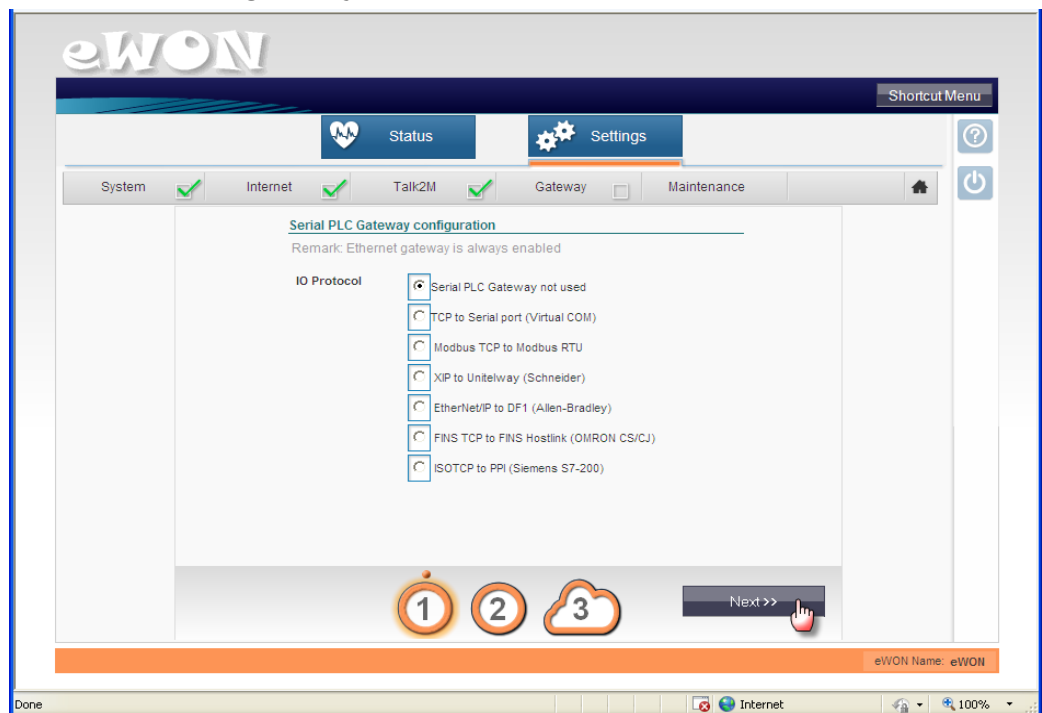 eWON
Shortcut Menu
Status
Settings
System
Internet
Talk2M
Gateway
Maintenance
Serial PLC Gateway configuration
Remark: Ethernet gateway is always enabled
IO Protocol
Serial PLC Gateway not used
TCP to Serial port (Virtual COM)
Modbus TCP to Modbus RTU
XIP to Unitelway (Schneider)
EtherNet/IP to DF1 (Allen-Bradley)
FINS TCP to FINS Hostlink (OMRON CS/CJ)
ISOTCP to PPI (Siemens S7-200)
1
2
3
Next >>
eWON Name: eWON
Done
Internet
100%